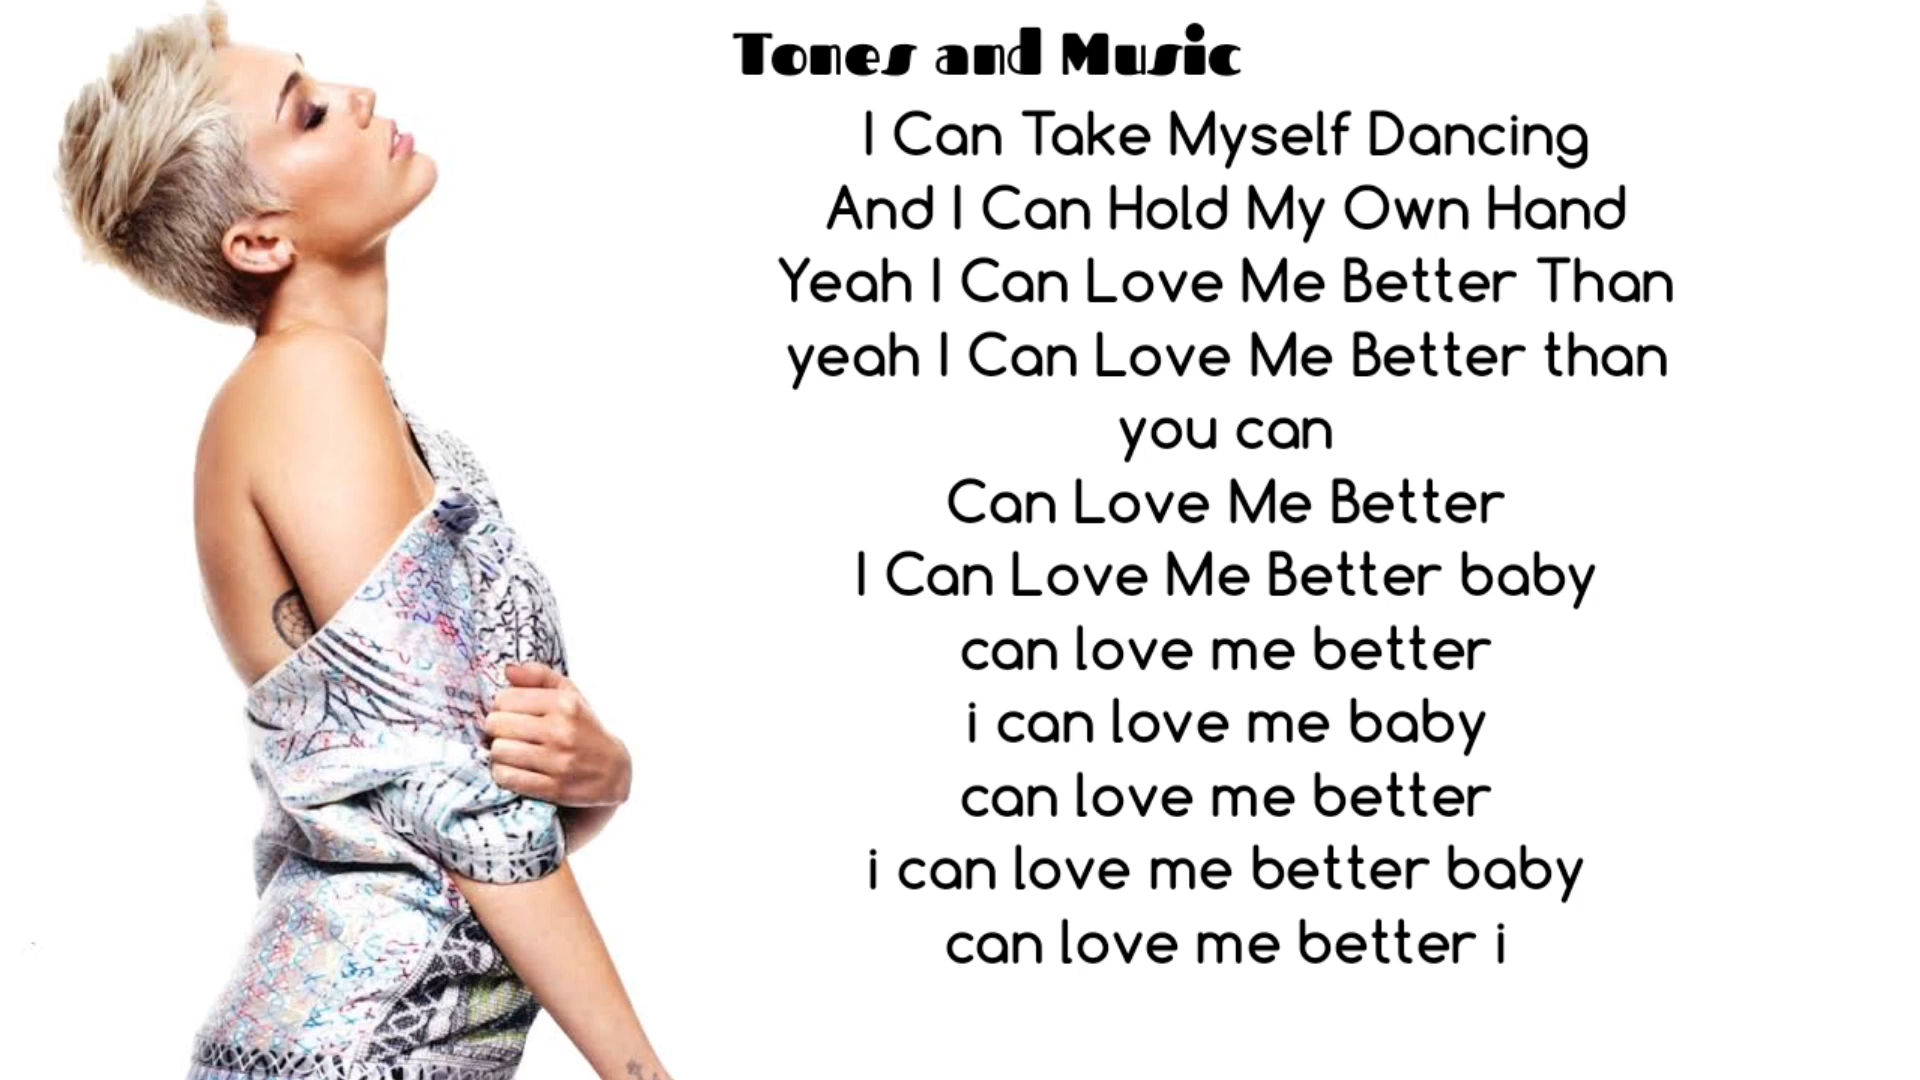 Tones and Music
I Can Take Myself Dancing
And I Can Hold My Own Hand
Yeah I Can Love Me Better Than
yeah I Can Love Me Better than
you can
Can Love Me Better
I Can Love Me Better baby
can love me better
i can love me baby
can love me better
i can love me better baby
can love me better i